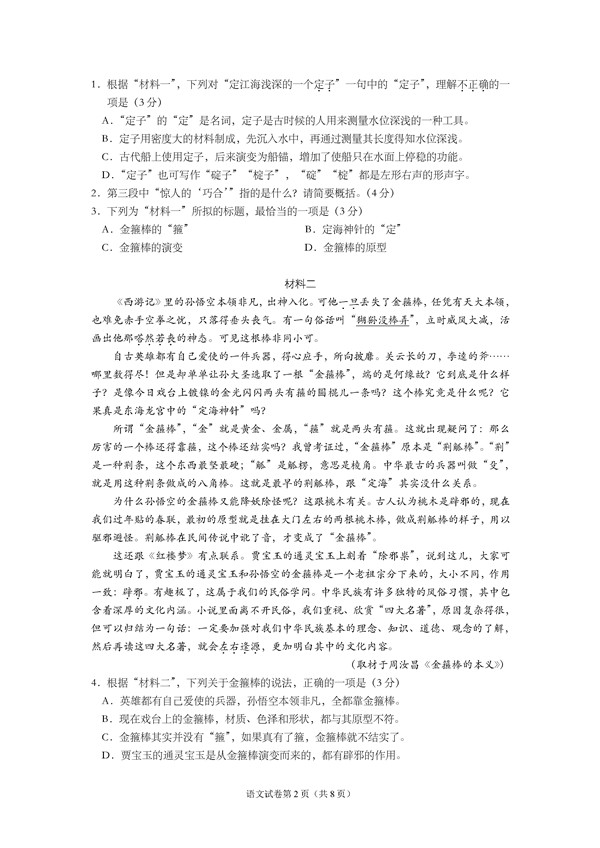 1．根据“材料一”，下列对“定江海浅深的一个定子”一句中的“定子”，理解不正确的一
项是（3 分）
A．“定子”的“定”是名词，定子是古时候的人用来测量水位深浅的一种工具。
B．定子用密度大的材料制成，先沉入水中，再通过测量其长度得知水位深浅。
C．古代船上使用定子，后来演变为船锚，增加了使船只在水面上停稳的功能。
D．“定子”也可写作“碇子”“椗子”，“碇”“椗”都是左形右声的形声字。
2．第三段中“惊人的‘巧合’”指的是什么？请简要概括。（4 分）
3．下列为“材料一”所拟的标题，最恰当的一项是（3 分）
A．金箍棒的“箍” B．定海神针的“定”
C．金箍棒的演变 D．金箍棒的原型
材料二
《西游记》里的孙悟空本领非凡，出神入化。可他一旦丢失了金箍棒，任凭有天大本领，
也难免赤手空拳之忧，只落得垂头丧气。有一句俗话叫“猢狲没棒弄”，立时威风大减，活
画出他那嗒然若丧的神态。可见这根棒非同小可。
自古英雄都有自己爱使的一件兵器，得心应手，所向披靡。关云长的刀，李逵的斧……
哪里数得尽！但是却单单让孙大圣选取了一根“金箍棒”，端的是何缘故？它到底是什么样
子？是像今日戏台上镀镍的金光闪闪两头有箍的圆棍儿一条吗？这个棒究竟是什么呢？它
果真是东海龙宫中的“定海神针”吗？
所谓“金箍棒”，“金”就是黄金、金属，“箍”就是两头有箍。这就出现疑问了：那么
厉害的一个棒还得靠箍，这个棒还结实吗？我曾考证过，“金箍棒”原本是“荆觚棒”。“荆”
是一种荆条，这个东西最坚最硬；“觚”是觚楞，意思是棱角。中华最古的兵器叫做“殳”，
就是用这种荆条做成的八角棒。这就是最早的荆觚棒，跟“定海”其实没什么关系。
为什么孙悟空的金箍棒又能降妖除怪呢？这跟桃木有关。古人认为桃木是辟邪的，现在
我们过年贴的春联，最初的原型就是挂在大门左右的两根桃木棒，做成荆觚棒的样子，用以
驱邪避怪。荆觚棒在民间传说中讹了音，才变成了“金箍棒”。
这还跟《红楼梦》有点联系。贾宝玉的通灵宝玉上刻着“除邪祟”，说到这儿，大家可
能就明白了，贾宝玉的通灵宝玉和孙悟空的金箍棒是一个老祖宗分下来的，大小不同，作用
一致：辟邪。有趣极了，这属于我们的民俗学问。中华民族有许多独特的风俗习惯，其中包
含着深厚的文化内涵。小说里面离不开民俗，我们重视、欣赏“四大名著”，原因复杂得很，
但可以归结为一句话：一定要加强对我们中华民族基本的理念、知识、道德、观念的了解，
然后再读这四大名著，就会左右逢源，更加明白其中的文化内容。
（取材于周汝昌《金箍棒的本义》）
4．根据“材料二”，下列关于金箍棒的说法，正确的一项是（3 分）
A．英雄都有自己爱使的兵器，孙悟空本领非凡，全都靠金箍棒。
B．现在戏台上的金箍棒，材质、色泽和形状，都与其原型不符。
C．金箍棒其实并没有“箍”，如果真有了箍，金箍棒就不结实了。
D．贾宝玉的通灵宝玉是从金箍棒演变而来的，都有辟邪的作用。
语文试卷第 2 页（共 8 页）